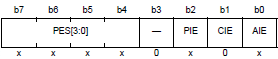 b7 b6 b5 b4 b3 b2 b1 b0
PES[3:0] — PIE CIE AIE
x x x x 0 x 0 x